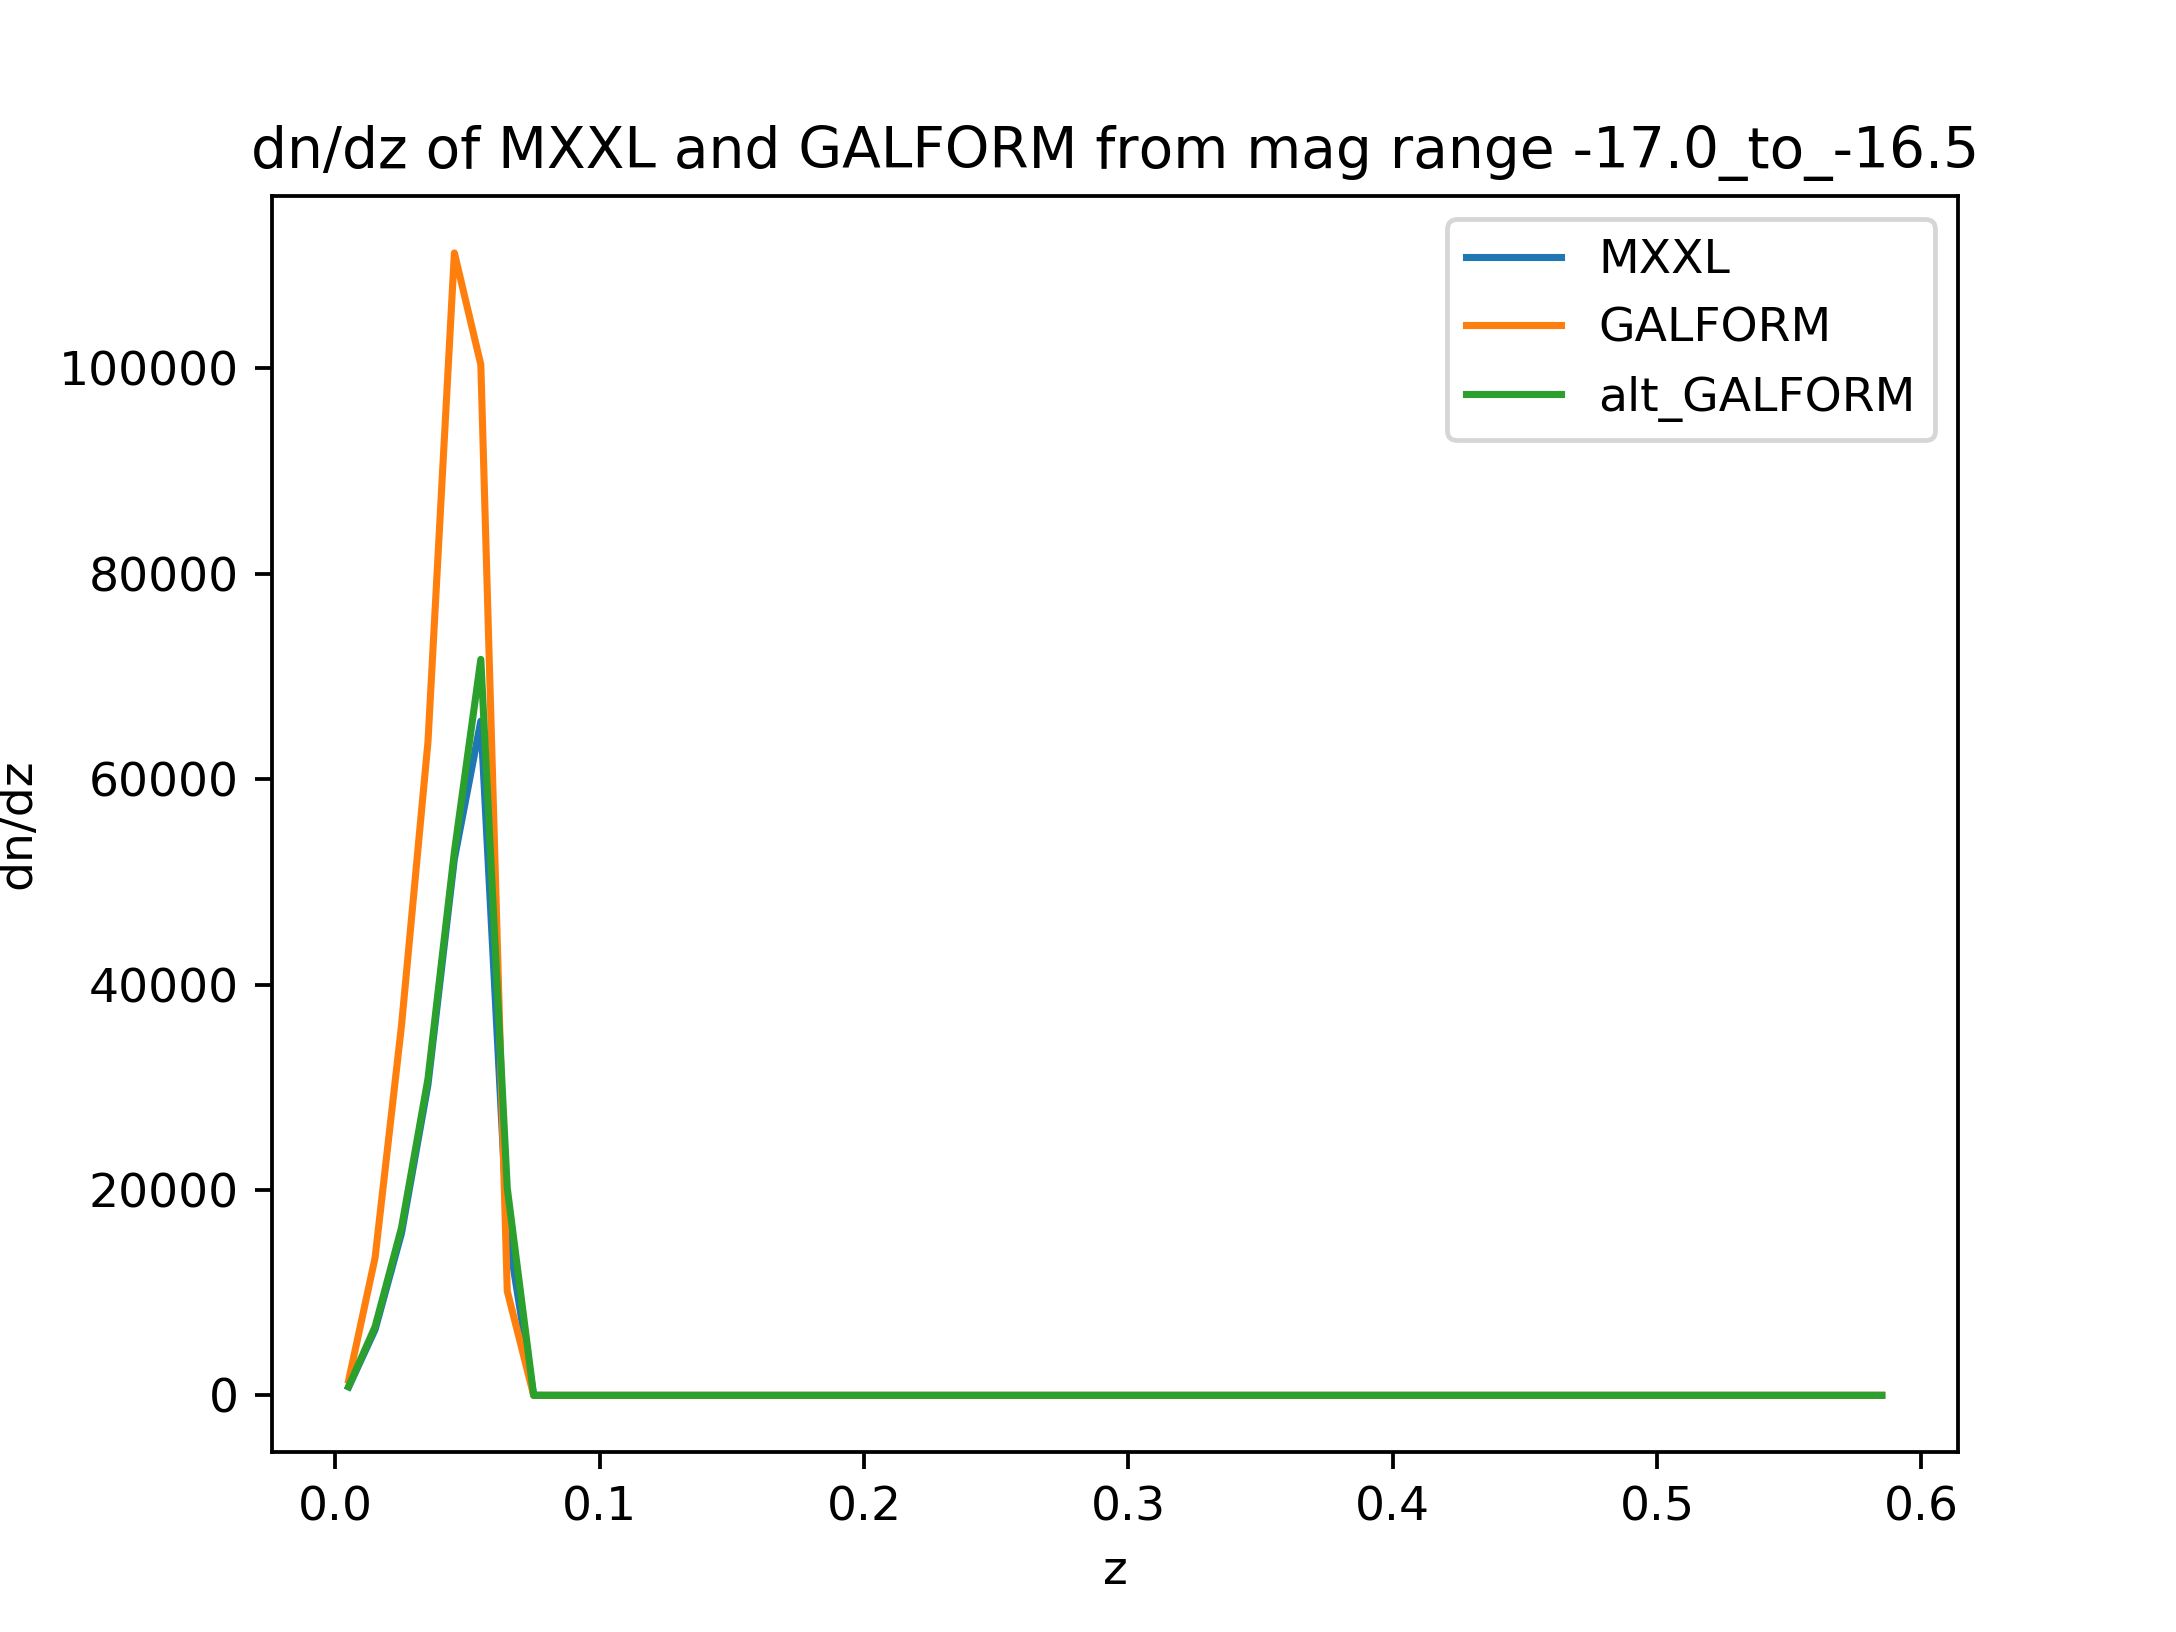 dn/dz of MXXL and GALFORM from mag range -17.0_to_-16.5
MXXL
GALFORM
alt_GALFORM
100000
80000
60000
40000
20000
0
dn/dz
0.0 0.1 0.2 0.3 0.4 0.5 0.6
z